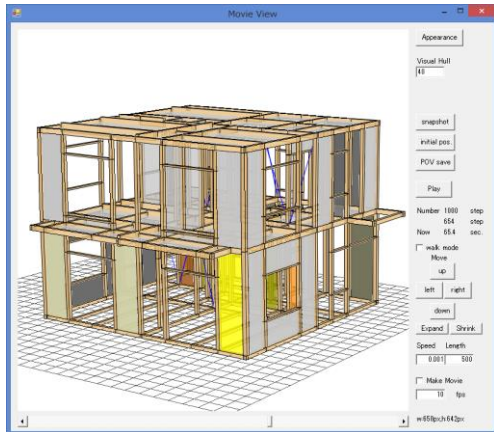 Movie View
Appearance
Visual Hull
40
snapshot
initial pos.
POV save
Play
Number 1000 step
654 step
Now 65.4 sec.
walk mode
Move
up
left right
down
Expand Shrink
Speed Length
0.001 500
Make Movie
10 fps
w:658px,h:642px